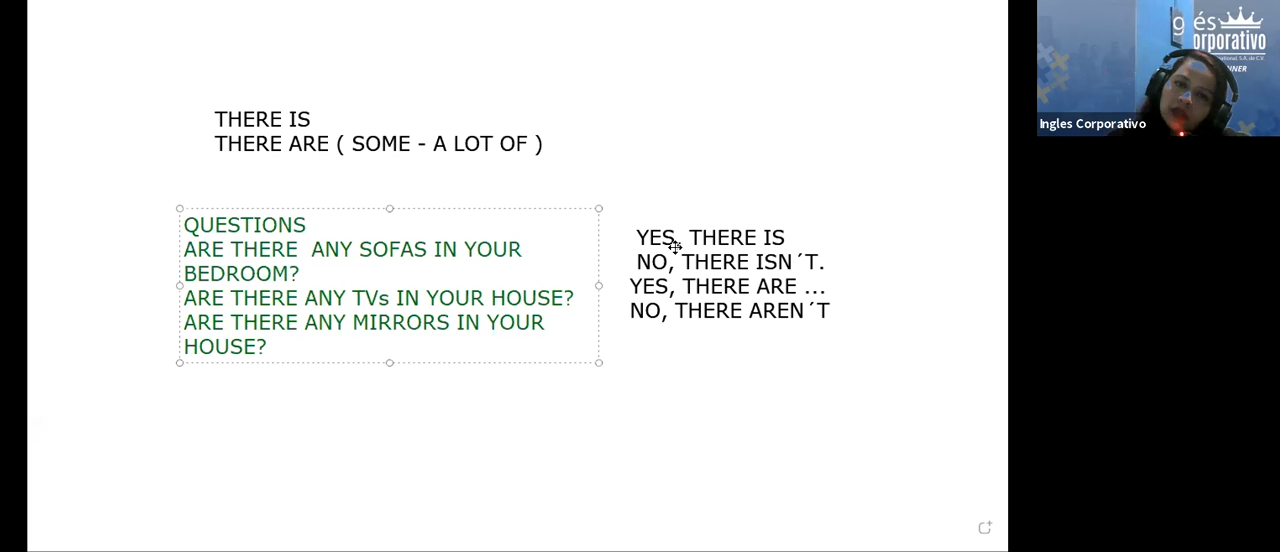 THERE IS
THERE ARE ( SOME - A LOT OF )
QUESTIONS
ARE THERE  ANY SOFAS IN YOUR
BEDROOM?
ARE THERE ANY TVs IN YOUR HOUSE?
ARE THERE ANY MIRRORS IN YOUR
HOUSE?
YES, THERE IS
NO, THERE ISN´T.
YES, THERE ARE ...
NO, THERE AREN´T
g és
orporativo
Ingles Corporativo